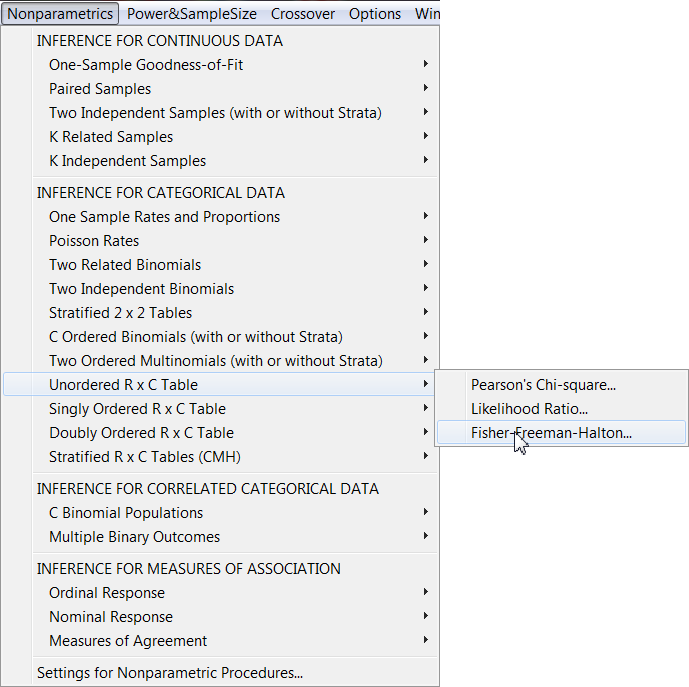 Nonparametrics Power&SampleSize Crossover Options Win
INFERENCE FOR CONTINUOUS DATA
One-Sample Goodness-of-Fit
Paired Samples
Two Independent Samples (with or without Strata)
K Related Samples
K Independent Samples
INFERENCE FOR CATEGORICAL DATA
One Sample Rates and Proportions
Poisson Rates
Two Related Binomials
Two Independent Binomials
Stratified 2 x 2 Tables
C Ordered Binomials (with or without Strata)
Two Ordered Multinomials (with or without Strata)
Unordered R x C Table
Singly Ordered R x C Table
Doubly Ordered R x C Table
Stratified R x C Tables (CMH)
INFERENCE FOR CORRELATED CATEGORICAL DATA
C Binomial Populations
Multiple Binary Outcomes
INFERENCE FOR MEASURES OF ASSOCIATION
Ordinal Response
Nominal Response
Measures of Agreement
Settings for Nonparametric Procedures...
Pearson's Chi-square...
Likelihood Ratio...
Fisher-Freeman-Halton...